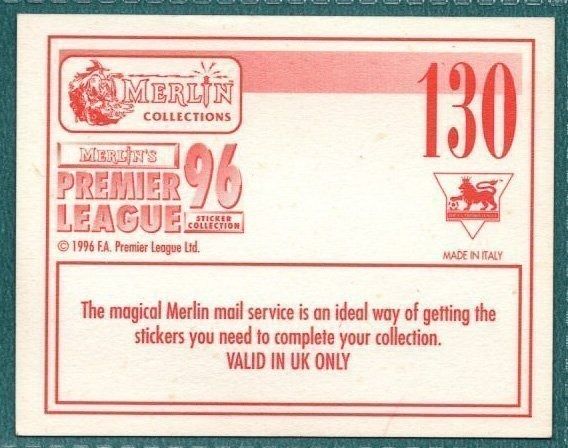 MERLIN
COLLECTIONS
130
MERLIN'S
PREMIER
LEAGUE 96
STICKER
COLLECTION
© 1996 F.A. Premier League Ltd.
MADE IN ITALY
The magical Merlin mail service is an ideal way of getting the
stickers you need to complete your collection.
VALID IN UK ONLY